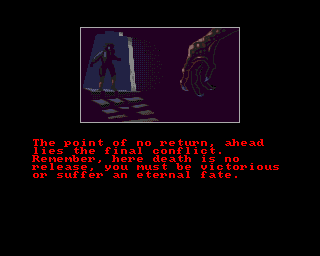 The point of no return, ahead
lies the final conflict.
Remember, here death is no
release, you must be victorious
or suffer an eternal fate.